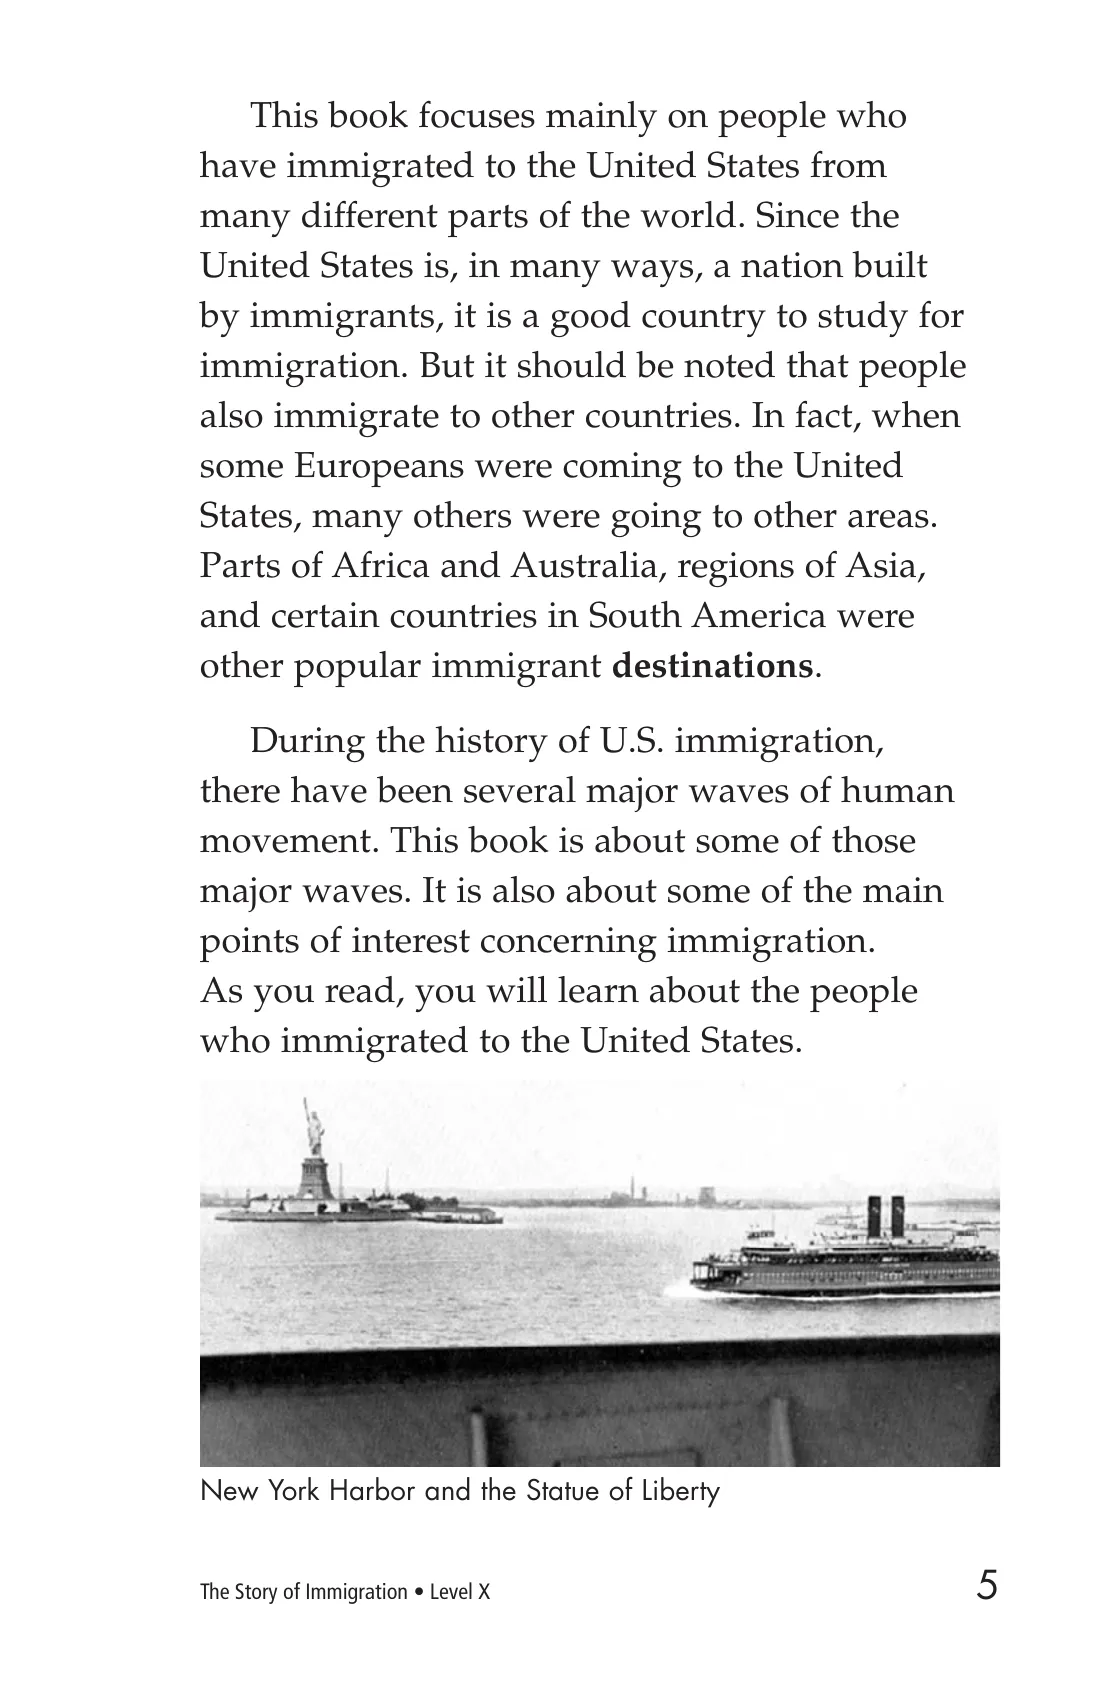 This book focuses mainly on people who
have immigrated to the United States from
many different parts of the world. Since the
United States is, in many ways, a nation built
by immigrants, it is a good country to study for
immigration. But it should be noted that people
also immigrate to other countries. In fact, when
some Europeans were coming to the United
States, many others were going to other areas.
Parts of Africa and Australia, regions of Asia,
and certain countries in South America were
other popular immigrant destinations.
During the history of U.S. immigration,
there have been several major waves of human
movement. This book is about some of those
major waves. It is also about some of the main
points of interest concerning immigration.
As you read, you will learn about the people
who immigrated to the United States.
New York Harbor and the Statue of Liberty
The Story of Immigration • Level X
5